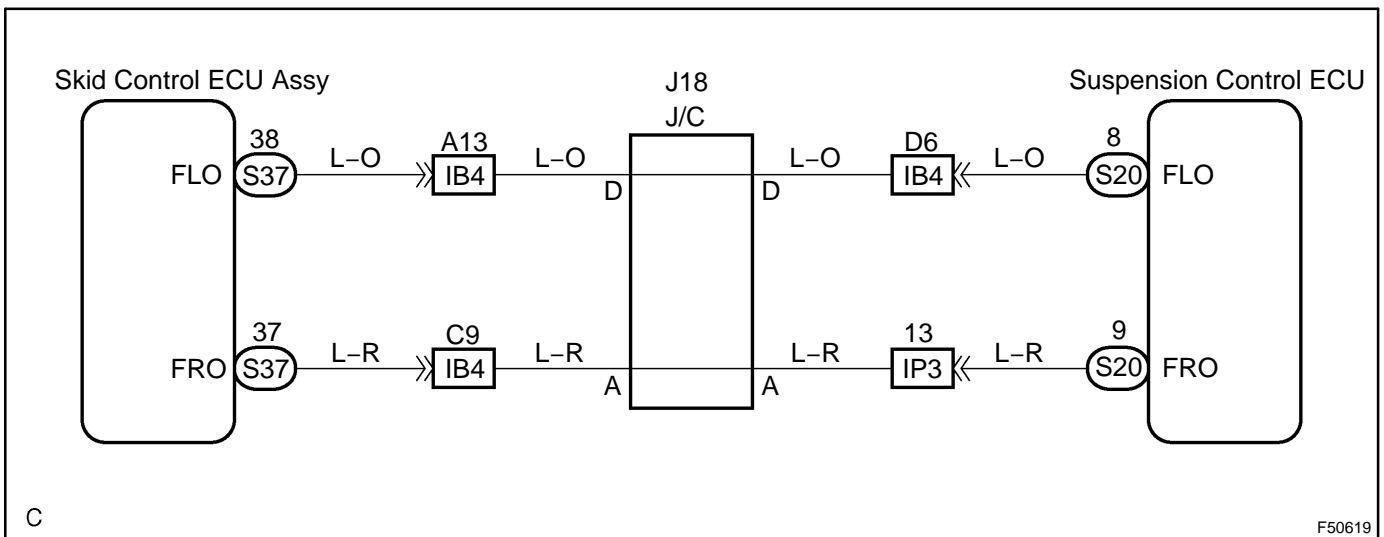 Skid Control ECU Assy
J18
J/C
Suspension Control ECU
38
A13
D6
8
FLO
S37
L–O
IB4
L–O
D
D
L–O
IB4
L–O
S20
FLO
37
C9
13
9
FRO
S37
L–R
IB4
L–R
A
A
L–R
IP3
L–R
S20
FRO
C
F50619